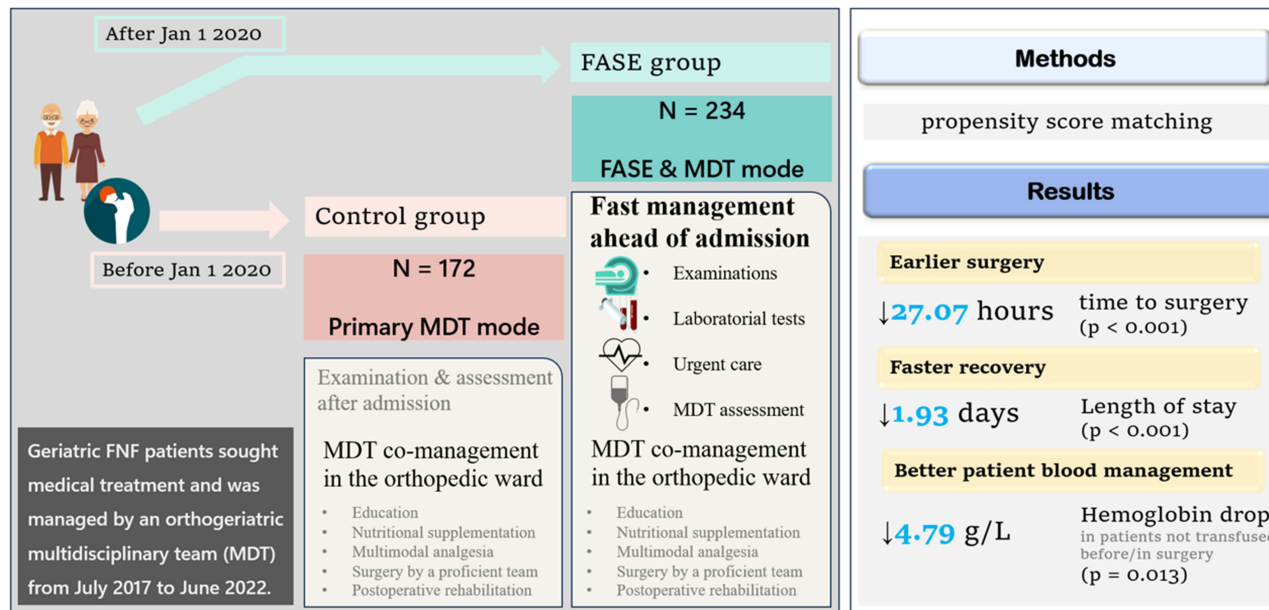 After Jan 1 2020
FASE group
N = 234
FASE & MDT mode
Control group
Before Jan 1 2020
N = 172
Primary MDT mode
Fast management
ahead of admission
• Examinations
• Laboratorial tests
• Urgent care
• MDT assessment
Examination & assessment
after admission
MDT co-management
in the orthopedic ward
• Education
• Nutritional supplementation
• Multimodal analgesia
• Surgery by a proficient team
• Postoperative rehabilitation
MDT co-management
in the orthopedic ward
• Education
• Nutritional supplementation
• Multimodal analgesia
• Surgery by a proficient team
• Postoperative rehabilitation
Geriatric FNF patients sought
medical treatment and was
managed by an orthogeriatric
multidisciplinary team (MDT)
from July 2017 to June 2022.
Methods
propensity score matching
Results
Earlier surgery
↓27.07 hours
time to surgery
(p < 0.001)
Faster recovery
↓1.93 days
Length of stay
(p < 0.001)
Better patient blood management
↓4.79 g/L
Hemoglobin drop
in patients not transfused
before/in surgery
(p = 0.013)